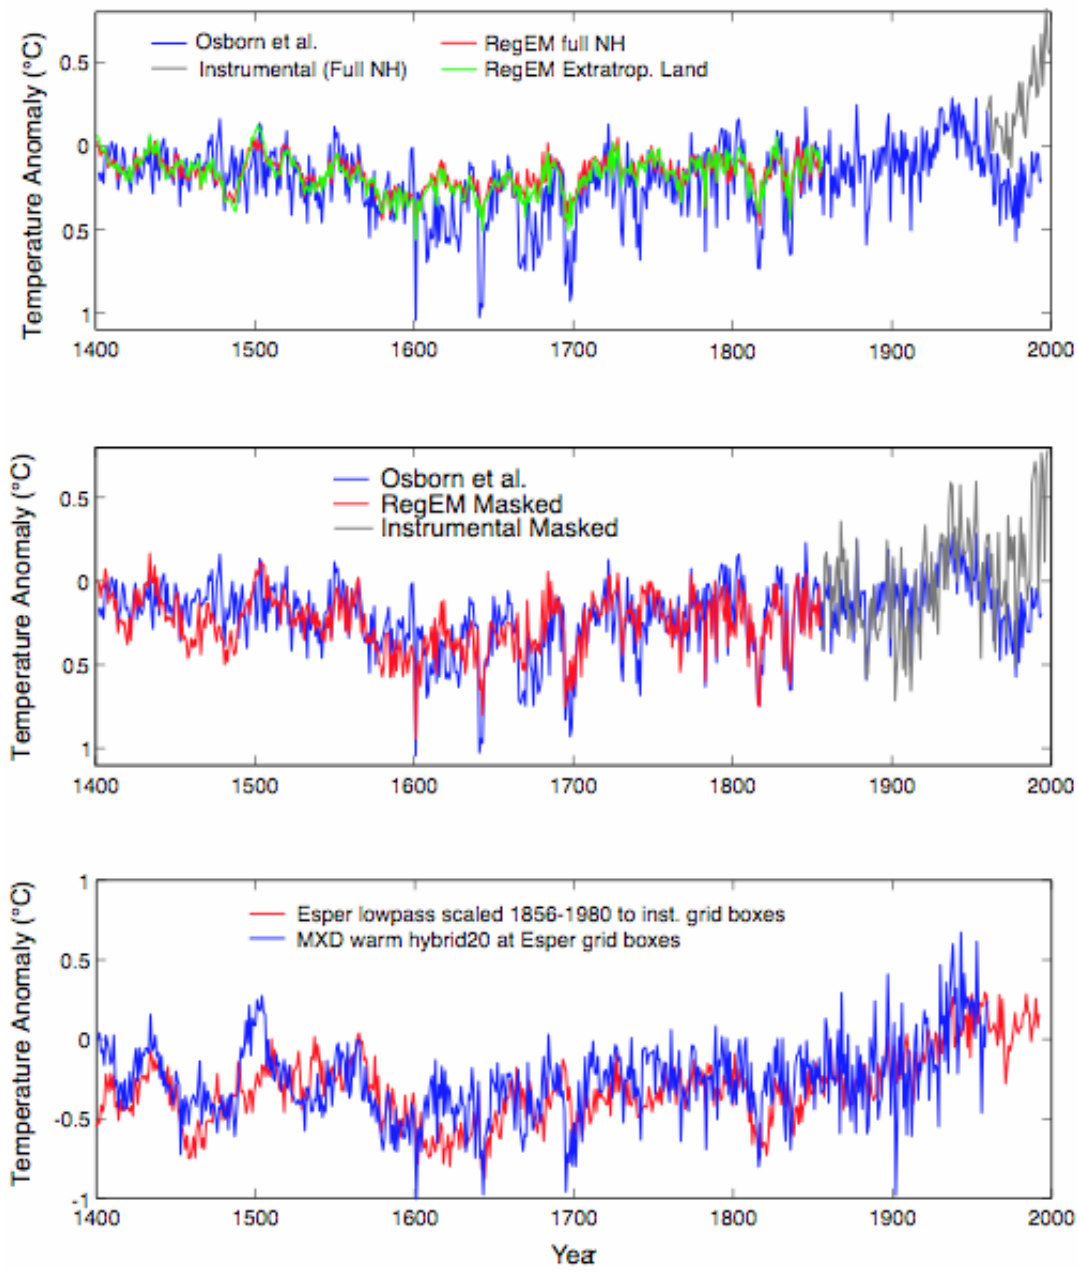 Temperature Anomaly (°C)
Osborn et al.
RegEM full NH
Instrumental (Full NH)
RegEM Extratrop. Land
0.5
0
0.5
1
1400 1500 1600 1700 1800 1900 2000
Temperature Anomaly (°C)
Osborn et al.
RegEM Masked
Instrumental Masked
0.5
0
0.5
1
1400 1500 1600 1700 1800 1900 2000
Temperature Anomaly (°C)
Esper lowpass scaled 1856-1980 to inst. grid boxes
MXD warm hybrid20 at Esper grid boxes
1
0.5
0
-0.5
-1
1400 1500 1600 1700 1800 1900 2000
Year